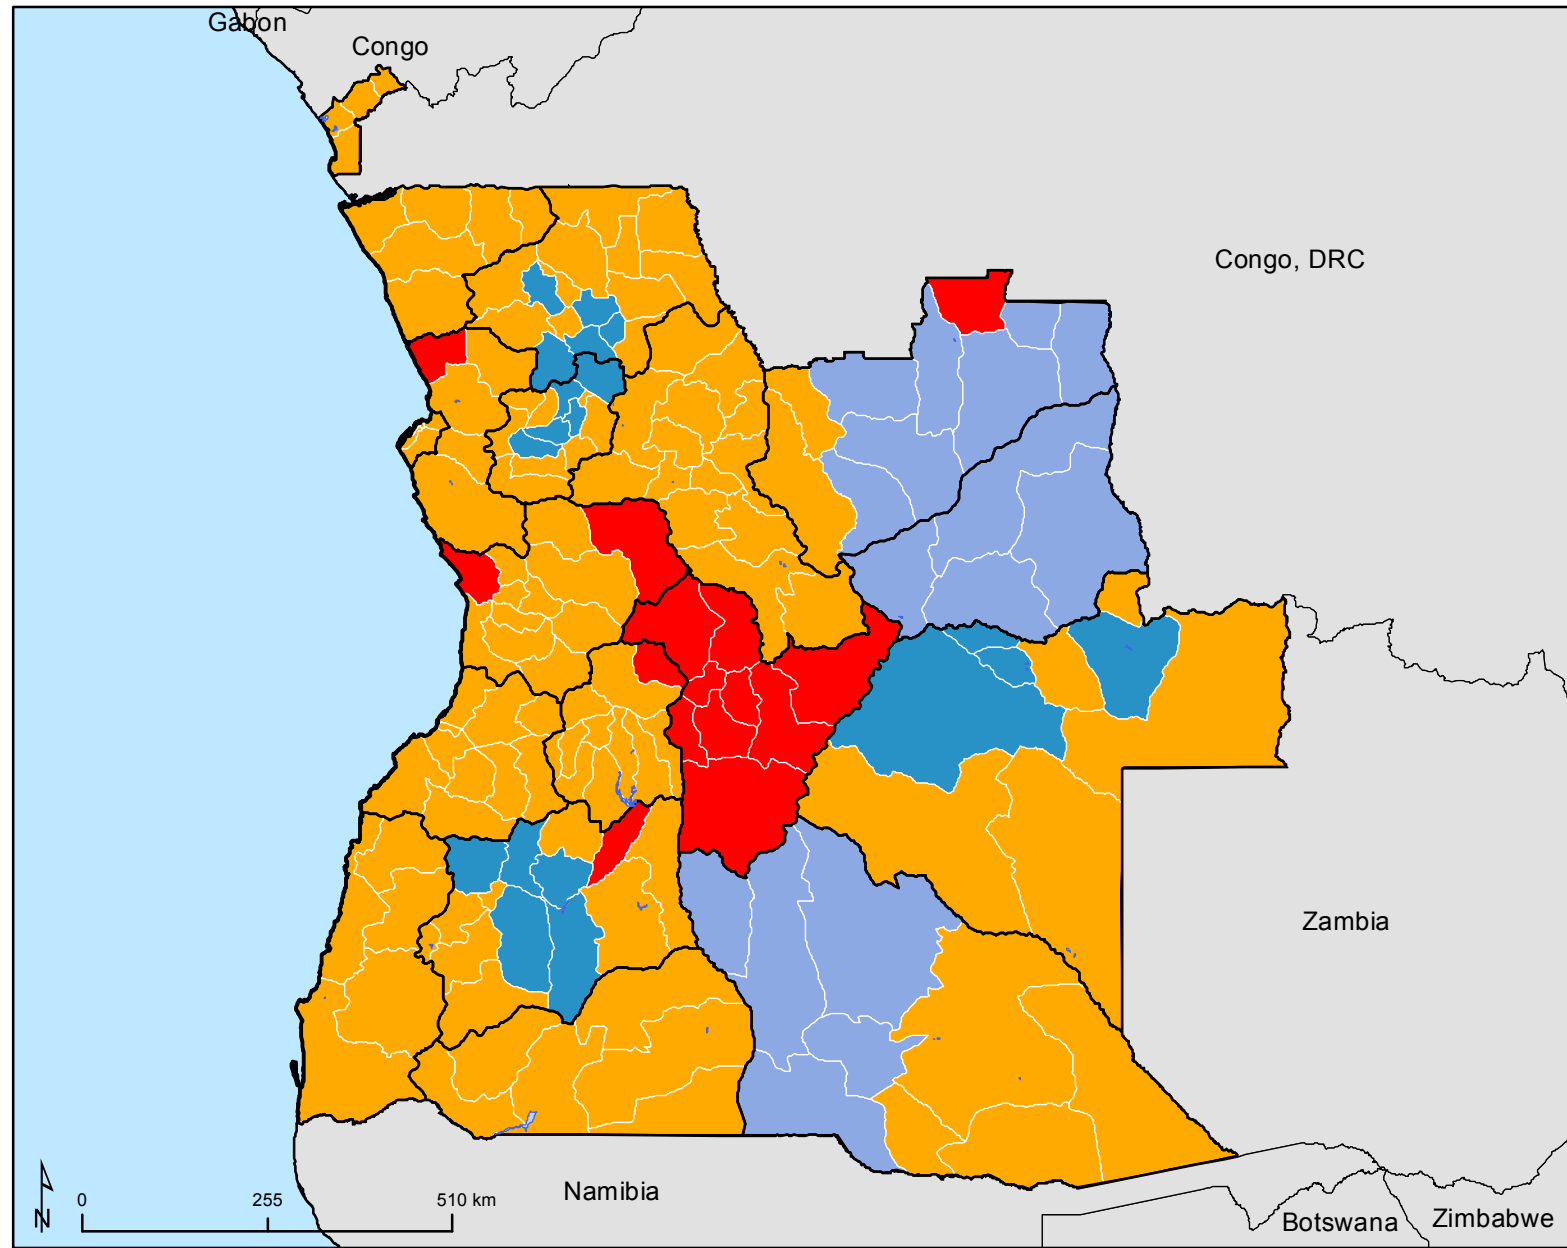 Gabon
Congo
Congo, DRC
Zambia
Namibia
Botswana
Zimbabwe
N
0 255 510 km